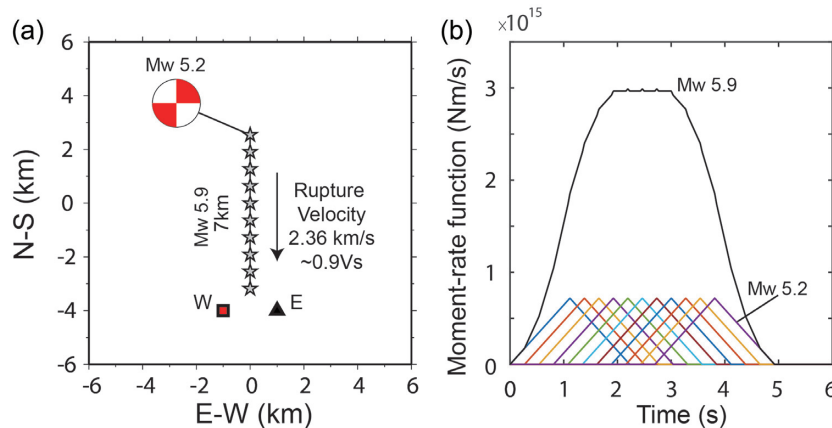 (a)
Mw 5.2
N-S (km)
6
4
2
0
-2
-4
-6
Mw 5.9
7km
Rupture
Velocity
2.36 km/s
~0.9Vs
W
E
-6 -4 -2 0 2 4 6
E-W (km)
(b)
×10¹⁵
Moment-rate function (Nm/s)
3
2
1
0
Mw 5.9
Mw 5.2
0 1 2 3 4 5 6
Time (s)